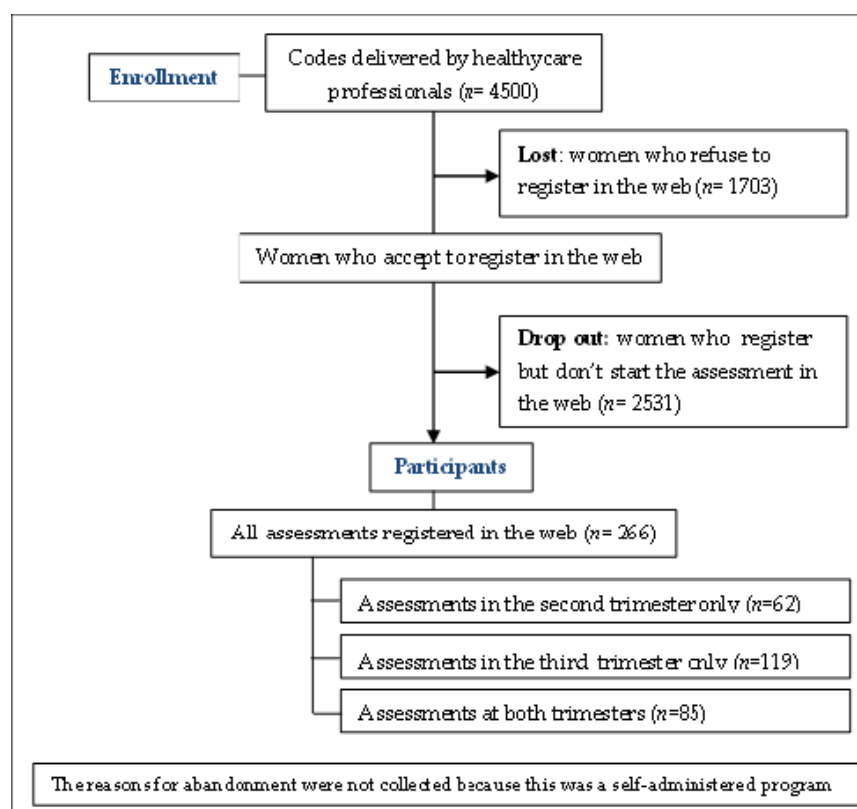 Enrollment
Codes delivered by healthycare
professionals (n= 4500)
Lost: women who refuse to
register in the web (n= 1703)
Women who accept to register in the web
Drop out: women who register
but don't start the assessment in
the web (n= 2531)
Participants
All assessments registered in the web (n= 266)
Assessments in the second trimester only (n=62)
Assessments in the third trimester only (n=119)
Assessments at both trimesters (n=85)
The reasons for abandonment were not collected because this was a self-administered program